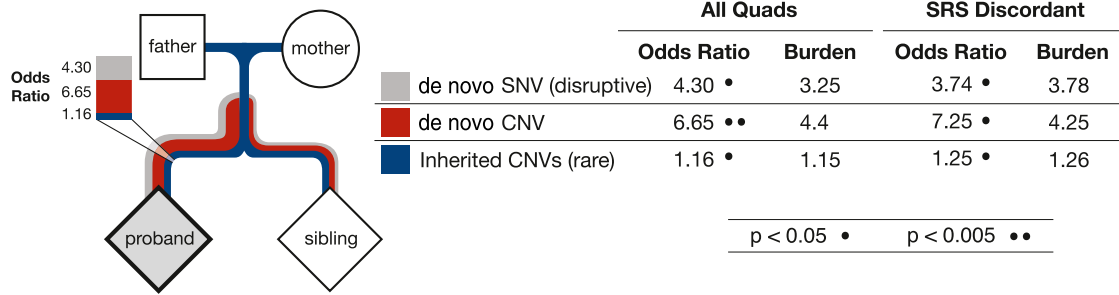 father
mother
Odds
Ratio
4.30
6.65
1.16
proband
sibling
All Quads SRS Discordant
Odds Ratio Burden Odds Ratio Burden
de novo SNV (disruptive) 4.30 • 3.25 3.74 • 3.78
de novo CNV 6.65 •• 4.4 7.25 • 4.25
Inherited CNVs (rare) 1.16 • 1.15 1.25 • 1.26
p < 0.05 • p < 0.005 ••